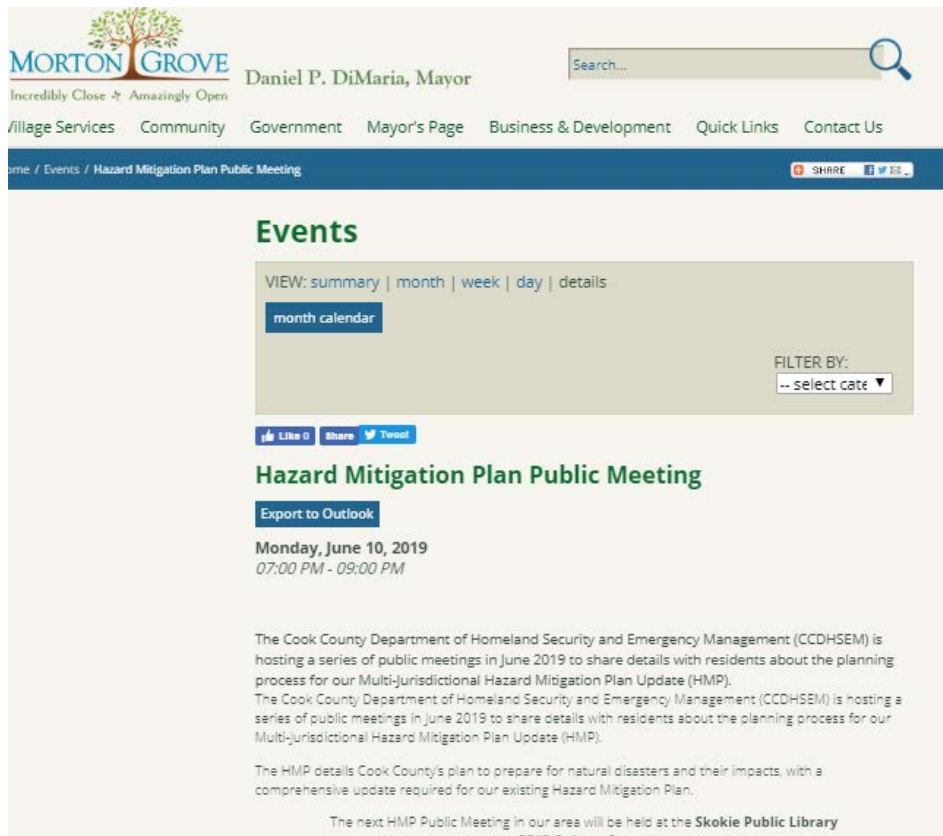 MORTON GROVE
Incredibly Close & Amazingly Open
Daniel P. DiMaria, Mayor
Search...
Village Services Community Government Mayor's Page Business & Development Quick Links Contact Us
ome / Events / Hazard Mitigation Plan Public Meeting
SHARE
Events
VIEW: summary | month | week | day | details
month calendar
FILTER BY:
-- select cate
Like 0 Share Tweet
Hazard Mitigation Plan Public Meeting
Export to Outlook
Monday, June 10, 2019
07:00 PM - 09:00 PM
The Cook County Department of Homeland Security and Emergency Management (CCDHSEM) is
hosting a series of public meetings in June 2019 to share details with residents about the planning
process for our Multi-Jurisdictional Hazard Mitigation Plan Update (HMP).
The Cook County Department of Homeland Security and Emergency Management (CCDHSEM) is hosting a
series of public meetings in June 2019 to share details with residents about the planning process for our
Multi-Jurisdictional Hazard Mitigation Plan Update (HMP).
The HMP details Cook County's plan to prepare for natural disasters and their impacts, with a
comprehensive update required for our existing Hazard Mitigation Plan.
The next HMP Public Meeting in our area will be held at the Skokie Public Library